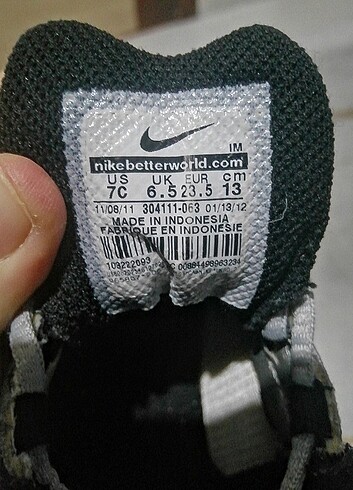 IM
nikebetterworld.com
US UK EUR cm
7C 6.5 23.5 13
11/08/11 304111-063 01/13/12
MADE IN INDONESIA
FABRIQUE EN INDONESIE